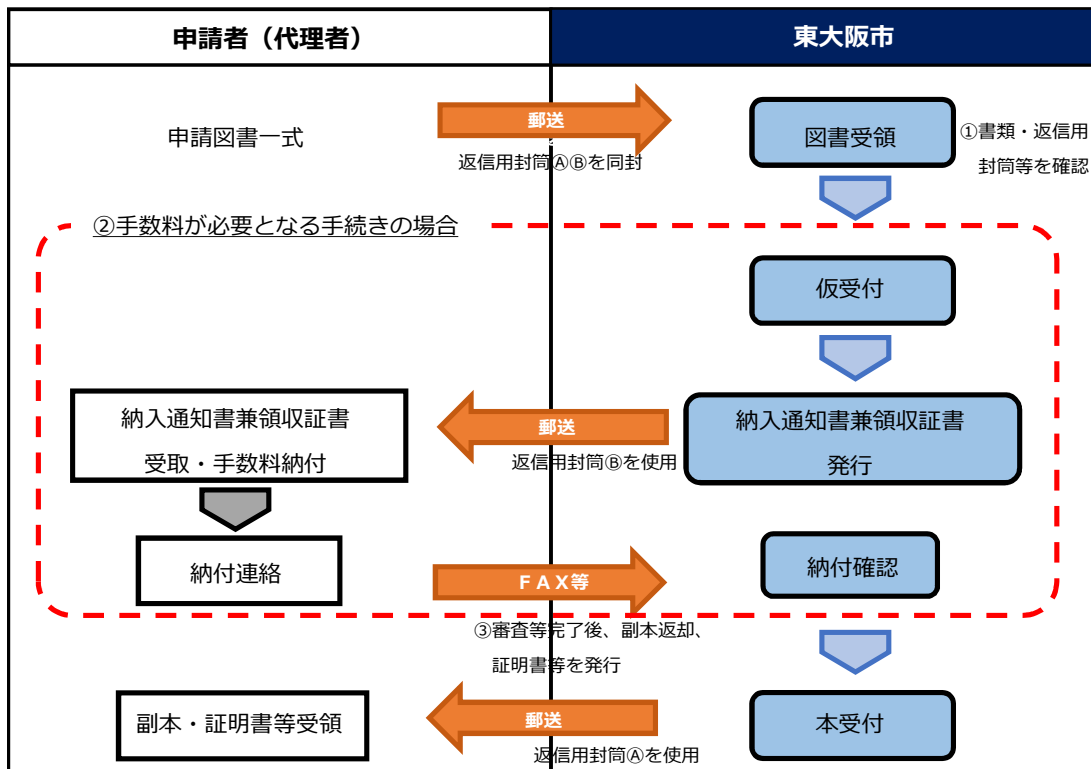 申請者（代理者）
東大阪市
申請図書一式
郵送
返信用封筒ⒶⒷを同封
図書受領
①書類・返信用
封筒等を確認
②手数料が必要となる手続きの場合
仮受付
納入通知書兼領収証書
受取・手数料納付
郵送
返信用封筒Ⓑを使用
納入通知書兼領収証書
発行
納付連絡
ＦＡＸ等
納付確認
③審査等完了後、副本返却、
証明書等を発行
副本・証明書等受領
郵送
返信用封筒Ⓐを使用
本受付